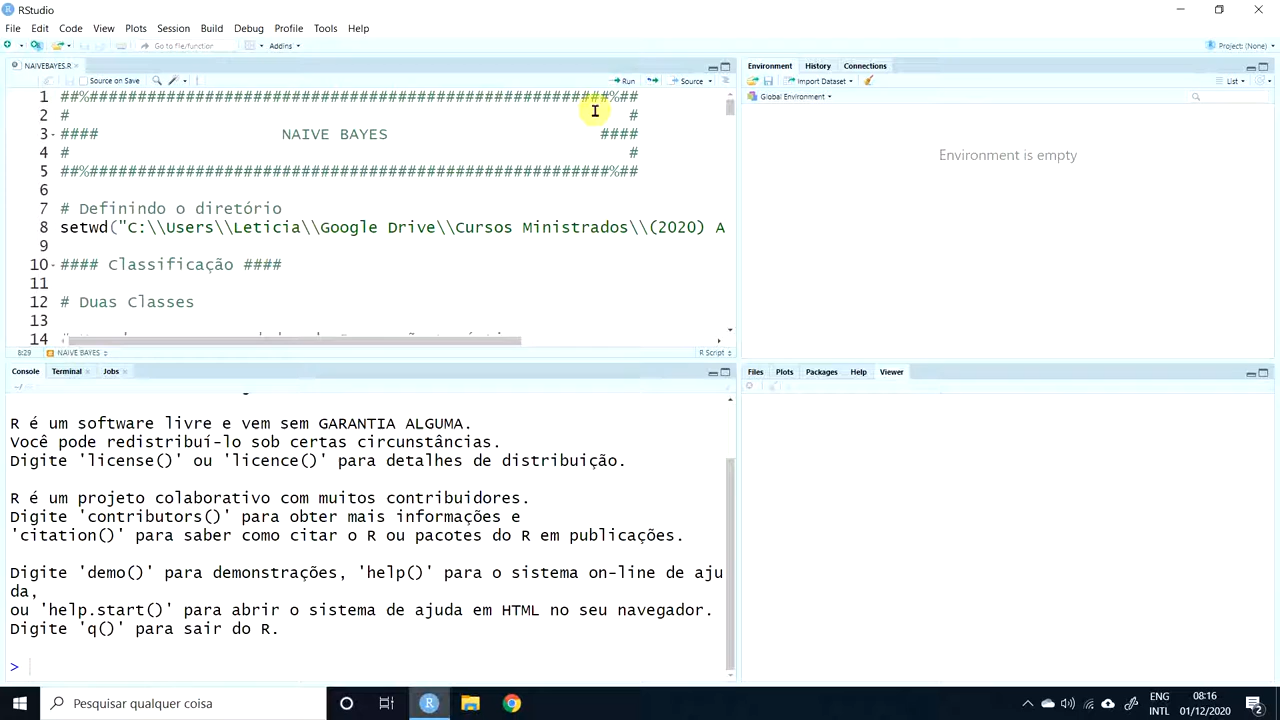 RStudio
File Edit Code View Plots Session Build Debug Profile Tools Help
Go to file/function Addins Project: (None)
NAIVEBAYES.R
Source on Save Run Source
1 ##%#######################################################%##
2 # #
3 #### NAIVE BAYES ####
4 # #
5 ##%#######################################################%##
6
7 # Definindo o diretório
8 setwd("C:\\Users\\Leticia\\Google Drive\\Cursos Ministrados\\(2020) A
9
10 #### Classificação ####
11
12 # Duas Classes
13
14
8:29 NAIVE BAYES R Script
Environment History Connections
Import Dataset List
Global Environment
Environment is empty
Console Terminal Jobs
~/
R é um software livre e vem sem GARANTIA ALGUMA.
Você pode redistribuí-lo sob certas circunstâncias.
Digite 'license()' ou 'licence()' para detalhes de distribuição.
R é um projeto colaborativo com muitos contribuidores.
Digite 'contributors()' para obter mais informações e
'citation()' para saber como citar o R ou pacotes do R em publicações.
Digite 'demo()' para demonstrações, 'help()' para o sistema on-line de aju
da,
ou 'help.start()' para abrir o sistema de ajuda em HTML no seu navegador.
Digite 'q()' para sair do R.
>
Files Plots Packages Help Viewer
Pesquisar qualquer coisa
ENG
INTL
08:16
01/12/2020
2